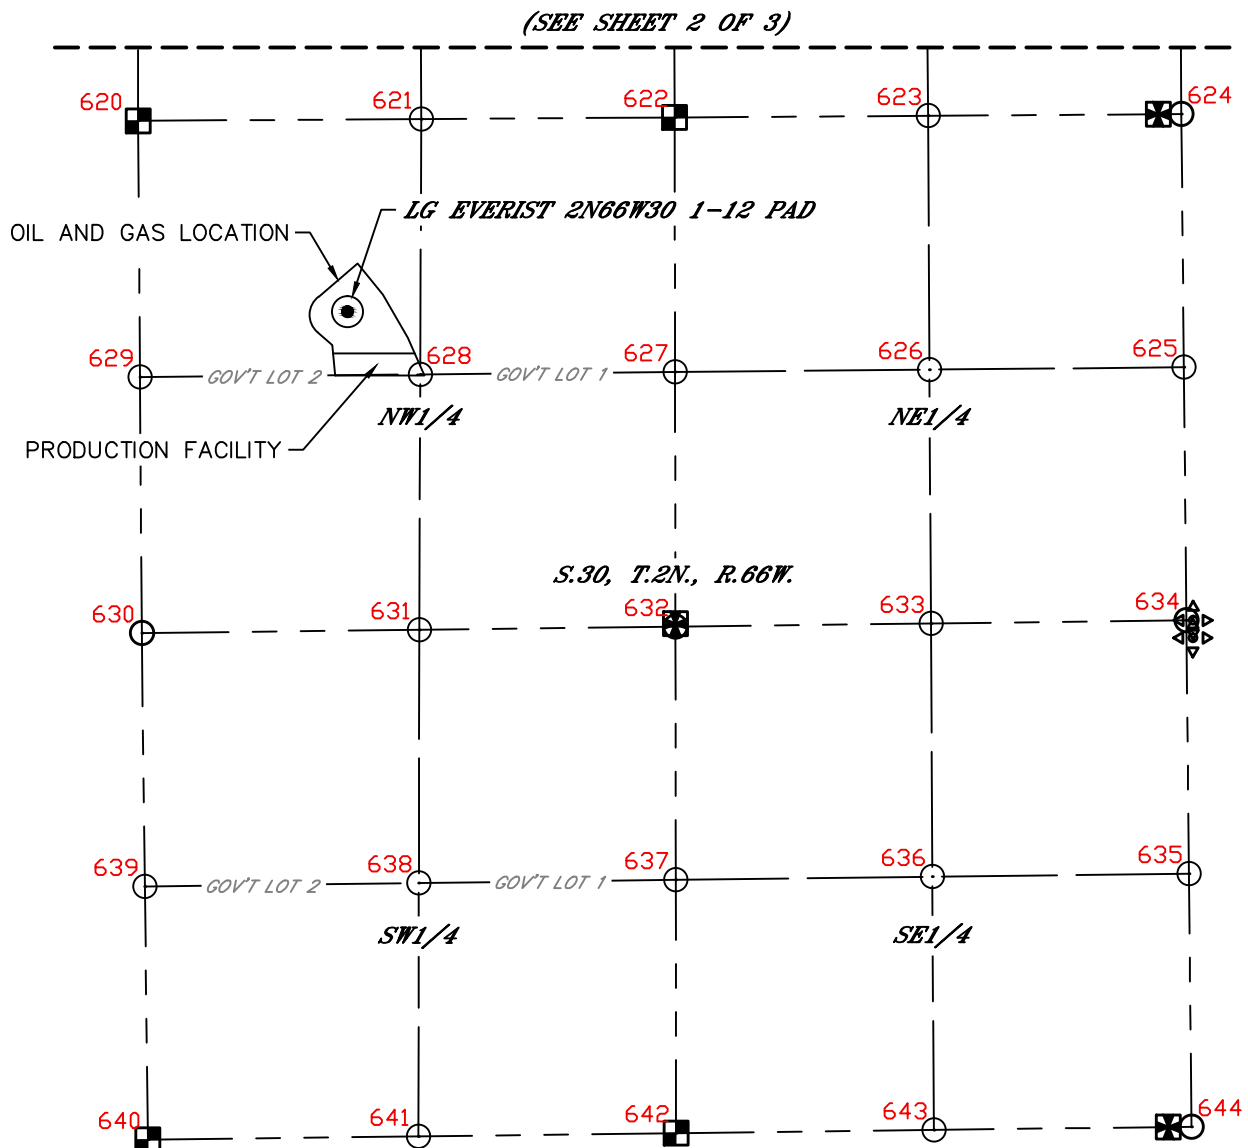 (SEE SHEET 2 OF 3)
620
621
622
623
624
LG EVERIST 2N66W30 1-12 PAD
OIL AND GAS LOCATION
629
628
627
626
625
GOV'T LOT 2
GOV'T LOT 1
NW1/4
NE1/4
PRODUCTION FACILITY
S.30, T.2N., R.66W.
630
631
632
633
634
639
638
637
636
635
GOV'T LOT 2
GOV'T LOT 1
SW1/4
SE1/4
640
641
642
643
644